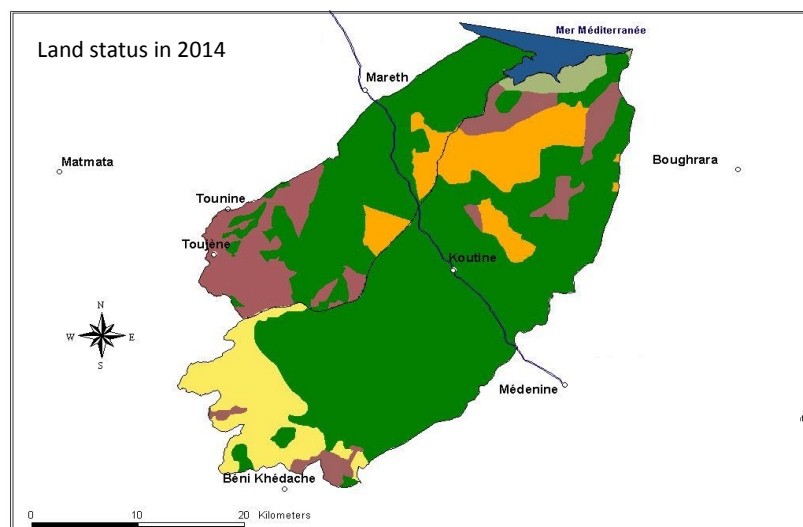 Land status in 2014
Mer Méditerranée
Mareth
Matmata
Boughrara
Tounine
Toujène
Koutine
N
W E
S
Médenine
Béni Khédache
0 10 20 Kilometers